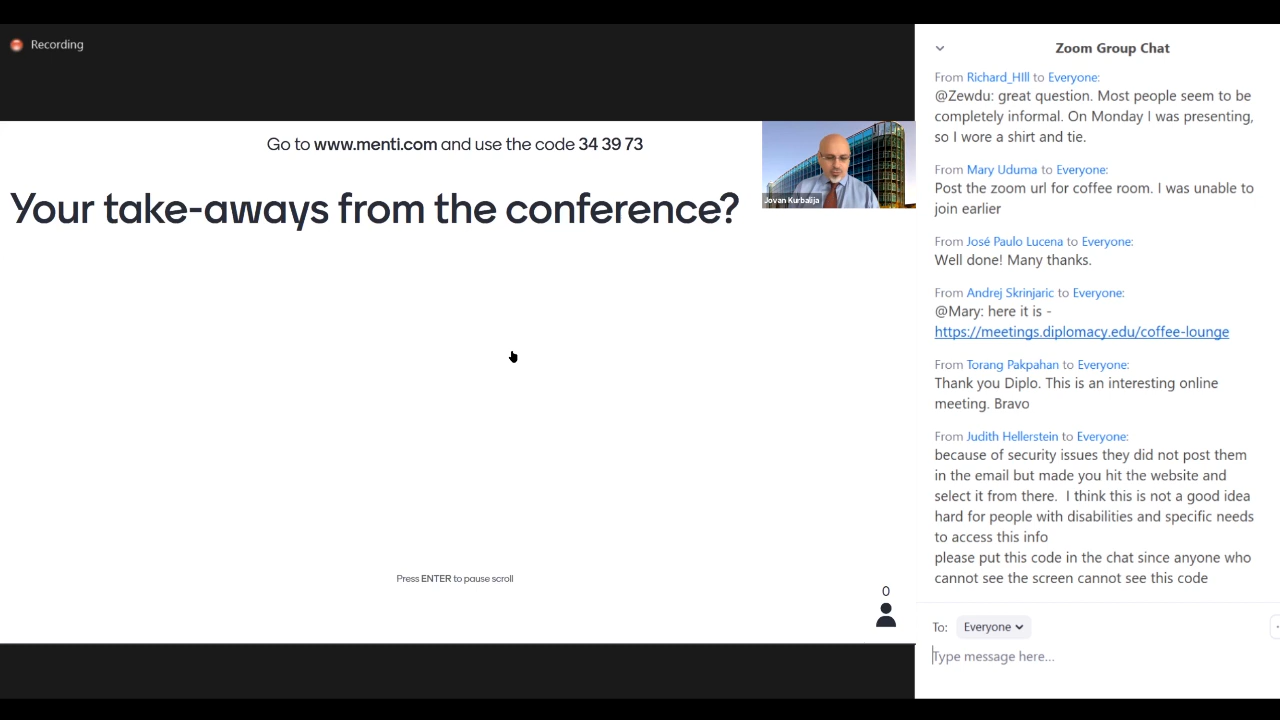 Recording
Go to www.menti.com and use the code 34 39 73
Your take-aways from the conference?
Jovan Kurbalija
Press ENTER to pause scroll
0
Zoom Group Chat
From Richard_HIll to Everyone:
@Zewdu: great question. Most people seem to be
completely informal. On Monday I was presenting,
so I wore a shirt and tie.
From Mary Uduma to Everyone:
Post the zoom url for coffee room. I was unable to
join earlier
From José Paulo Lucena to Everyone:
Well done! Many thanks.
From Andrej Skrinjaric to Everyone:
@Mary: here it is -
https://meetings.diplomacy.edu/coffee-lounge
From Torang Pakpahan to Everyone:
Thank you Diplo. This is an interesting online
meeting. Bravo
From Judith Hellerstein to Everyone:
because of security issues they did not post them
in the email but made you hit the website and
select it from there.  I think this is not a good idea
hard for people with disabilities and specific needs
to access this info
please put this code in the chat since anyone who
cannot see the screen cannot see this code
To: Everyone
Type message here...